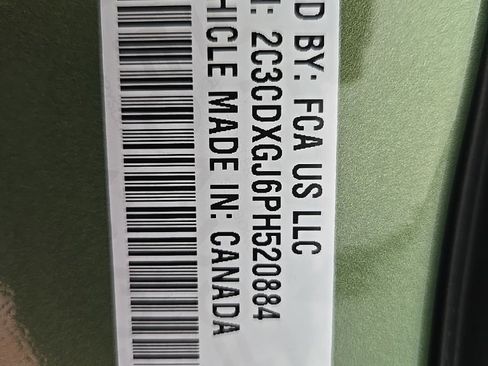 D BY: FCA US LLC
: 2C3CDXGJ6PH520884
HICLE MADE IN: CANADA